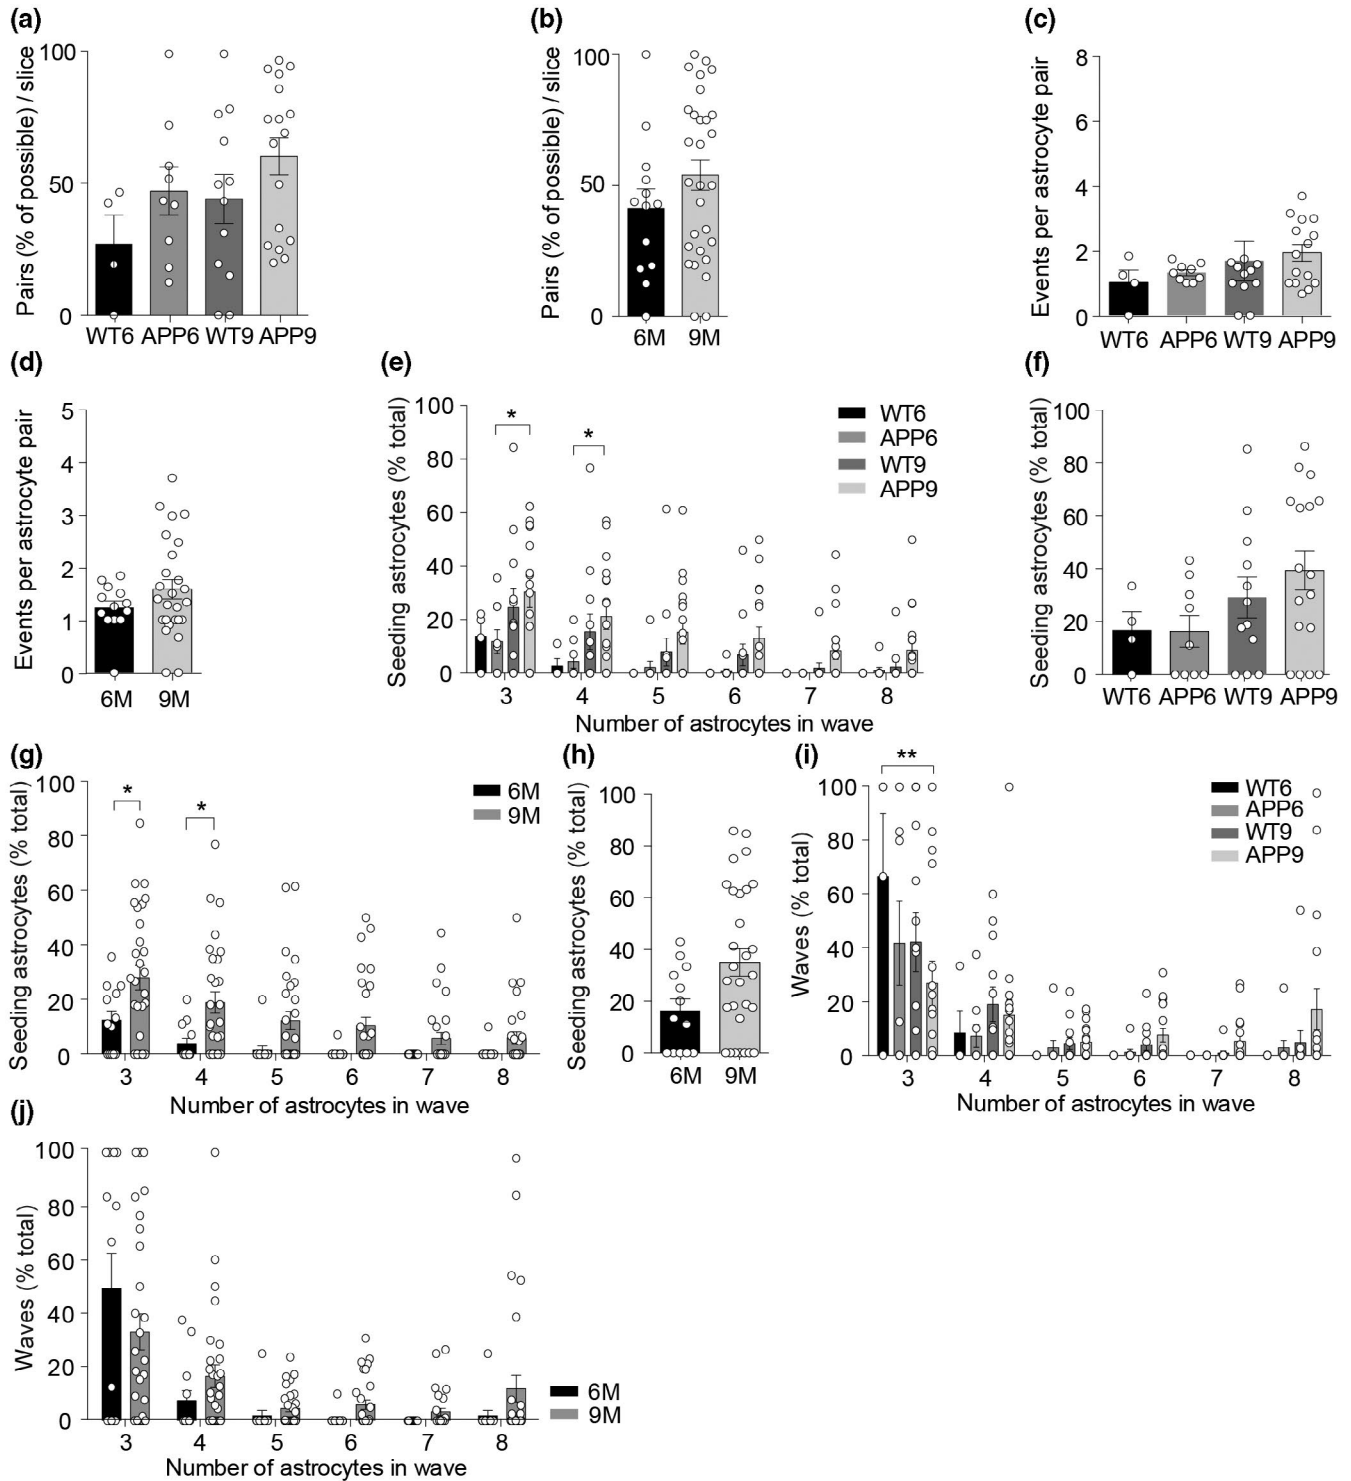 (a)
Pairs (% of possible) / slice
100
50
0
WT6 APP6 WT9 APP9
(b)
Pairs (% of possible) / slice
100
50
0
6M 9M
(c)
Events per astrocyte pair
8
6
4
2
0
WT6 APP6 WT9 APP9
(d)
Events per astrocyte pair
5
4
3
2
1
0
6M 9M
(e)
Seeding astrocytes (% total)
100
80
60
40
20
0
* *
WT6
APP6
WT9
APP9
3 4 5 6 7 8
Number of astrocytes in wave
(f)
Seeding astrocytes (% total)
100
80
60
40
20
0
WT6 APP6 WT9 APP9
(g)
Seeding astrocytes (% total)
100
80
60
40
20
0
* *
6M
9M
3 4 5 6 7 8
Number of astrocytes in wave
(h)
Seeding astrocytes (% total)
100
80
60
40
20
0
6M 9M
(i)
Waves (% total)
100
80
60
40
20
0
**
WT6
APP6
WT9
APP9
3 4 5 6 7 8
Number of astrocytes in wave
(j)
Waves (% total)
100
80
60
40
20
0
6M
9M
3 4 5 6 7 8
Number of astrocytes in wave